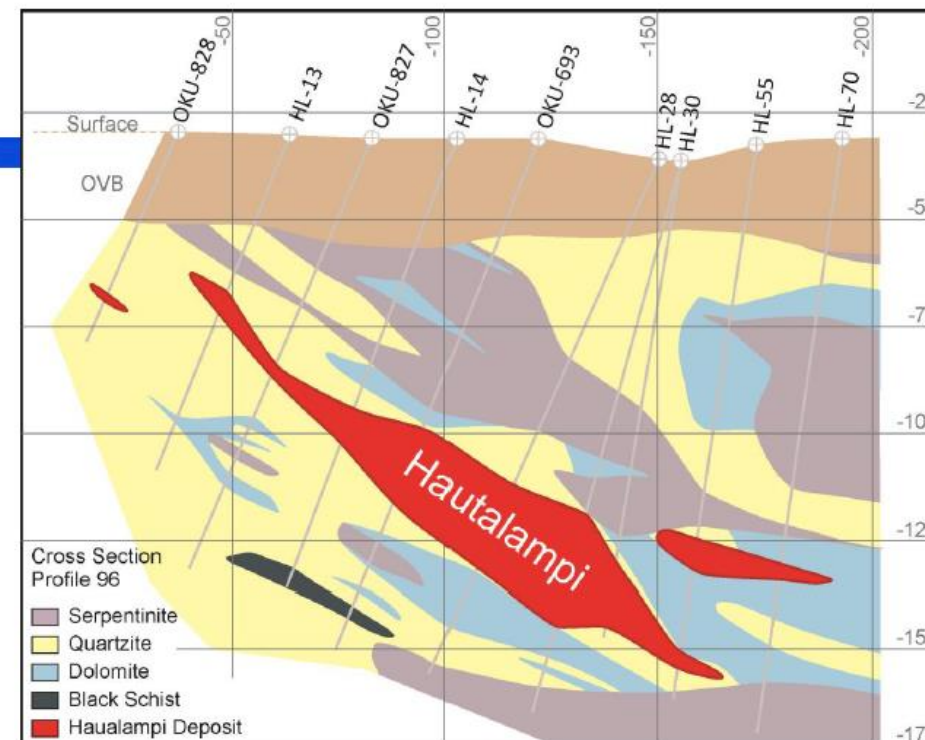 -50
-100
-150
-200
OKU-828
HL-13
OKU-827
HL-14
OKU-693
HL-28
HL-30
HL-55
HL-70
-2
Surface
OVB
-5
-7
-10
Hautalampi
-12
Cross Section
Profile 96
Serpentinite
Quartzite
-15
Dolomite
Black Schist
Haualampi Deposit
-17